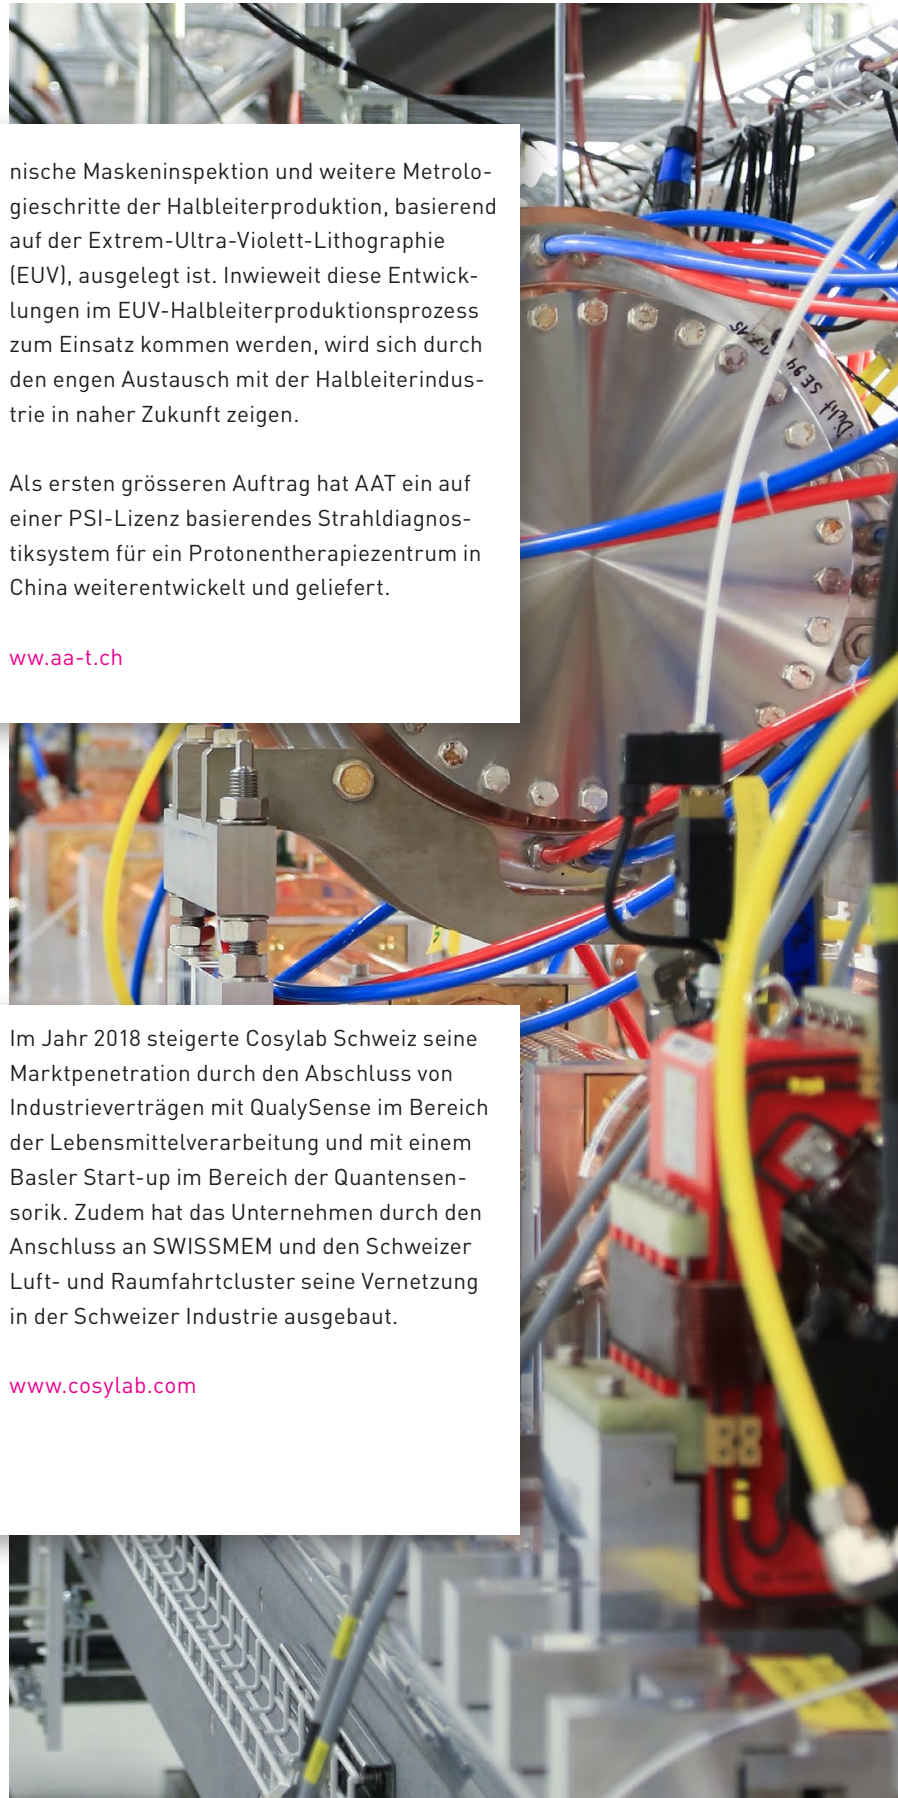 nische Maskeninspektion und weitere Metrolo-
gieschritte der Halbleiterproduktion, basierend
auf der Extrem-Ultra-Violett-Lithographie
(EUV), ausgelegt ist. Inwieweit diese Entwick-
lungen im EUV-Halbleiterproduktionsprozess
zum Einsatz kommen werden, wird sich durch
den engen Austausch mit der Halbleiterindus-
trie in naher Zukunft zeigen.
Als ersten grösseren Auftrag hat AAT ein auf
einer PSI-Lizenz basierendes Strahldiagnos-
tiksystem für ein Protonentherapiezentrum in
China weiterentwickelt und geliefert.
ww.aa-t.ch
Dicht SE94
Im Jahr 2018 steigerte Cosylab Schweiz seine
Marktpenetration durch den Abschluss von
Industrieverträgen mit QualySense im Bereich
der Lebensmittelverarbeitung und mit einem
Basler Start-up im Bereich der Quantensen-
sorik. Zudem hat das Unternehmen durch den
Anschluss an SWISSMEM und den Schweizer
Luft- und Raumfahrtcluster seine Vernetzung
in der Schweizer Industrie ausgebaut.
www.cosylab.com